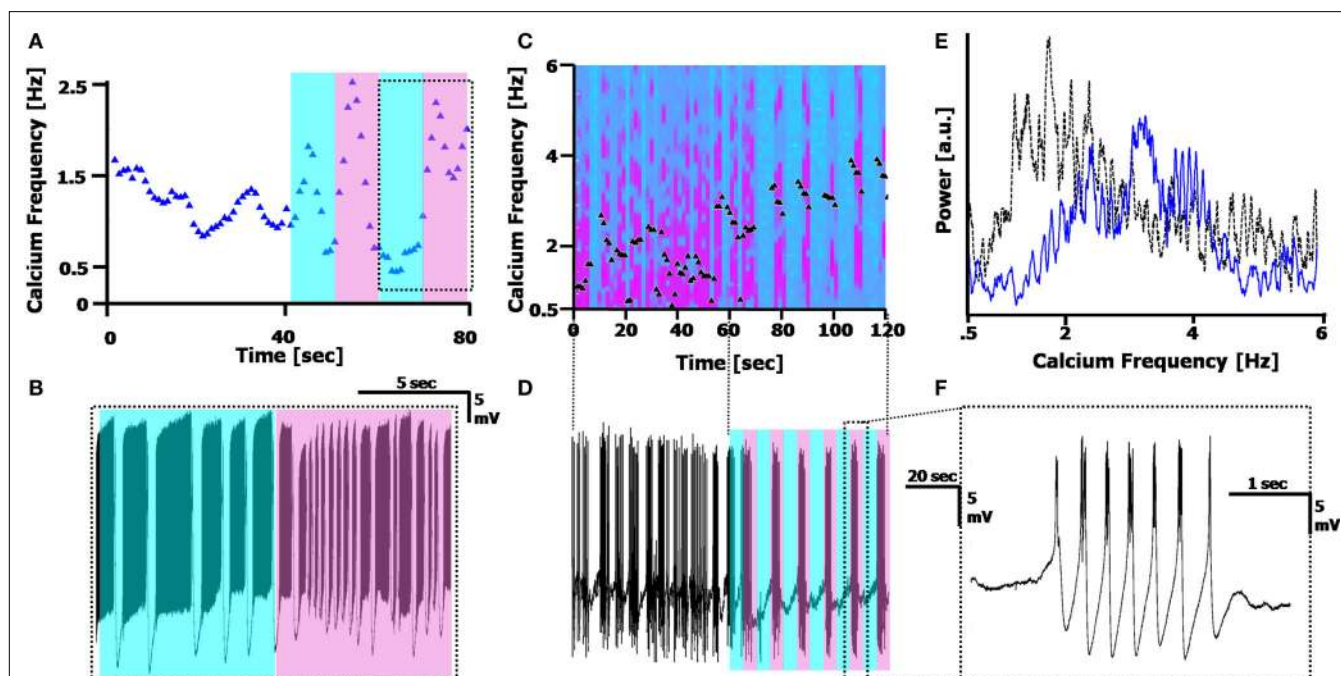 A
Calcium Frequency [Hz]
2.5
1.5
0.5
0
0
40
80
Time [sec]
B
5 sec
5
mV
C
Calcium Frequency [Hz]
6
4
2
0.5
0
20
40
60
80
100
120
Time [sec]
D
20 sec
5
mV
E
Power [a.u.]
.5
2
4
6
Calcium Frequency [Hz]
F
1 sec
5
mV